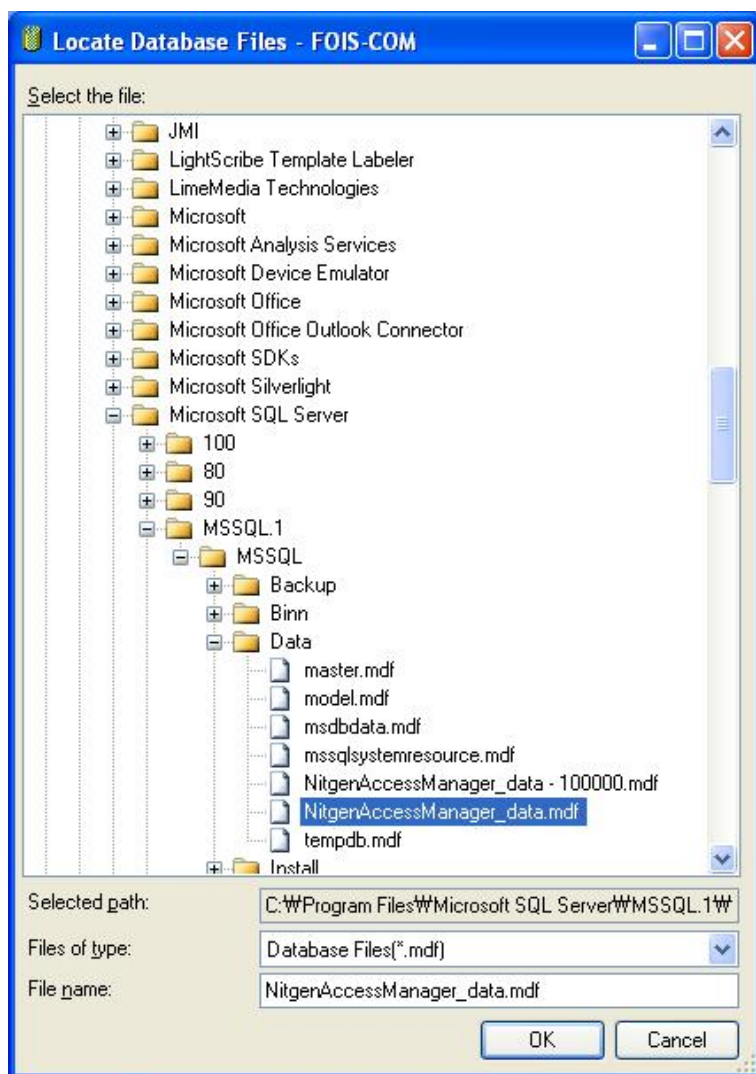 Locate Database Files - FOIS-COM
Select the file:
JMI
LightScribe Template Labeler
LimeMedia Technologies
Microsoft
Microsoft Analysis Services
Microsoft Device Emulator
Microsoft Office
Microsoft Office Outlook Connector
Microsoft SDKs
Microsoft Silverlight
Microsoft SQL Server
100
80
90
MSSQL.1
MSSQL
Backup
Binn
Data
master.mdf
model.mdf
msdbdata.mdf
mssqlsystemresource.mdf
NitgenAccessManager_data - 100000.mdf
NitgenAccessManager_data.mdf
tempdb.mdf
Install
Selected path: C:₩Program Files₩Microsoft SQL Server₩MSSQL.1₩
Files of type: Database Files(*.mdf)
File name: NitgenAccessManager_data.mdf
OK Cancel